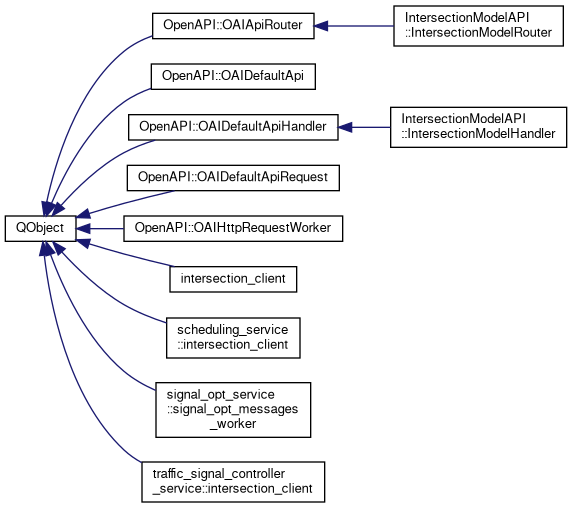 OpenAPI::OAIApiRouter
IntersectionModelAPI
::IntersectionModelRouter
OpenAPI::OAIDefaultApi
OpenAPI::OAIDefaultApiHandler
IntersectionModelAPI
::IntersectionModelHandler
OpenAPI::OAIDefaultApiRequest
QObject
OpenAPI::OAIHttpRequestWorker
intersection_client
scheduling_service
::intersection_client
signal_opt_service
::signal_opt_messages
_worker
traffic_signal_controller
_service::intersection_client